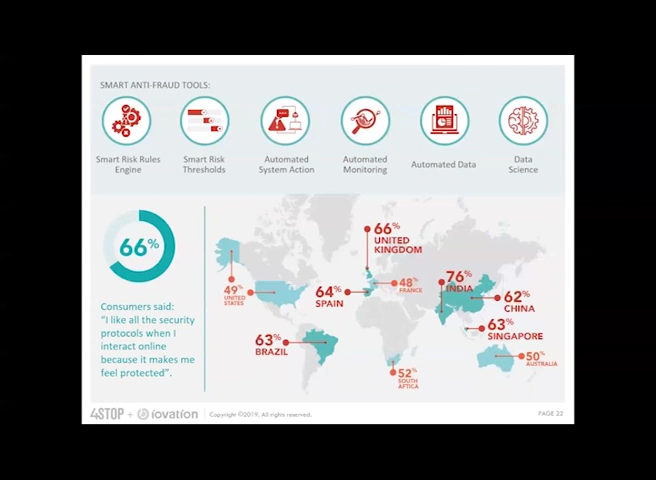 SMART ANTI-FRAUD TOOLS:
Smart Risk Rules
Engine
Smart Risk
Thresholds
Automated
System Action
Automated
Monitoring
Automated Data
Data
Science
66%
Consumers said:
"I like all the security
protocols when I
interact online
because it makes me
feel protected".
49%
UNITED
STATES
66%
UNITED
KINGDOM
64%
SPAIN
48%
FRANCE
76%
INDIA
62%
CHINA
63%
SINGAPORE
63%
BRAZIL
52%
SOUTH
AFTICA
50%
AUSTRALIA
4STOP + iovation
Copyright ©2019. All rights reserved.
PAGE 22